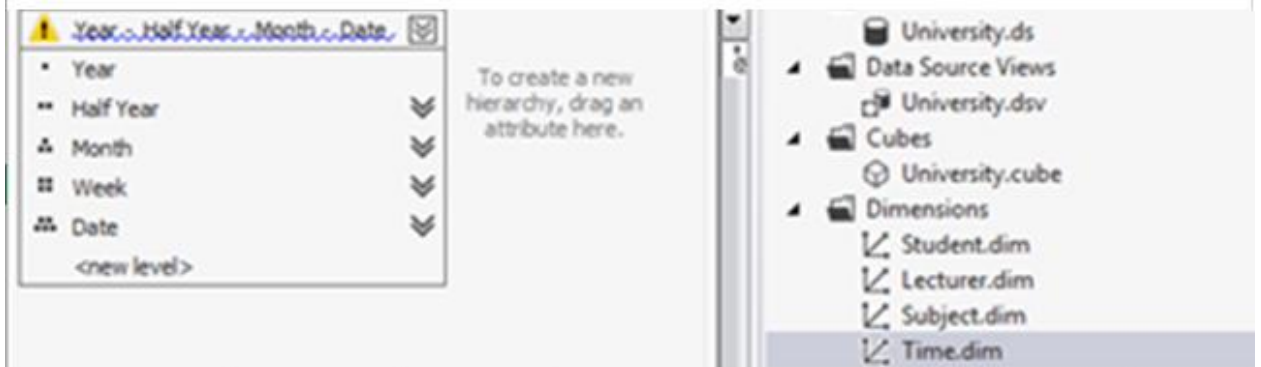 Year - Half Year - Month - Date
Year
Half Year
Month
Week
Date
<new level>
To create a new
hierarchy, drag an
attribute here.
University.ds
Data Source Views
University.dsv
Cubes
University.cube
Dimensions
Student.dim
Lecturer.dim
Subject.dim
Time.dim